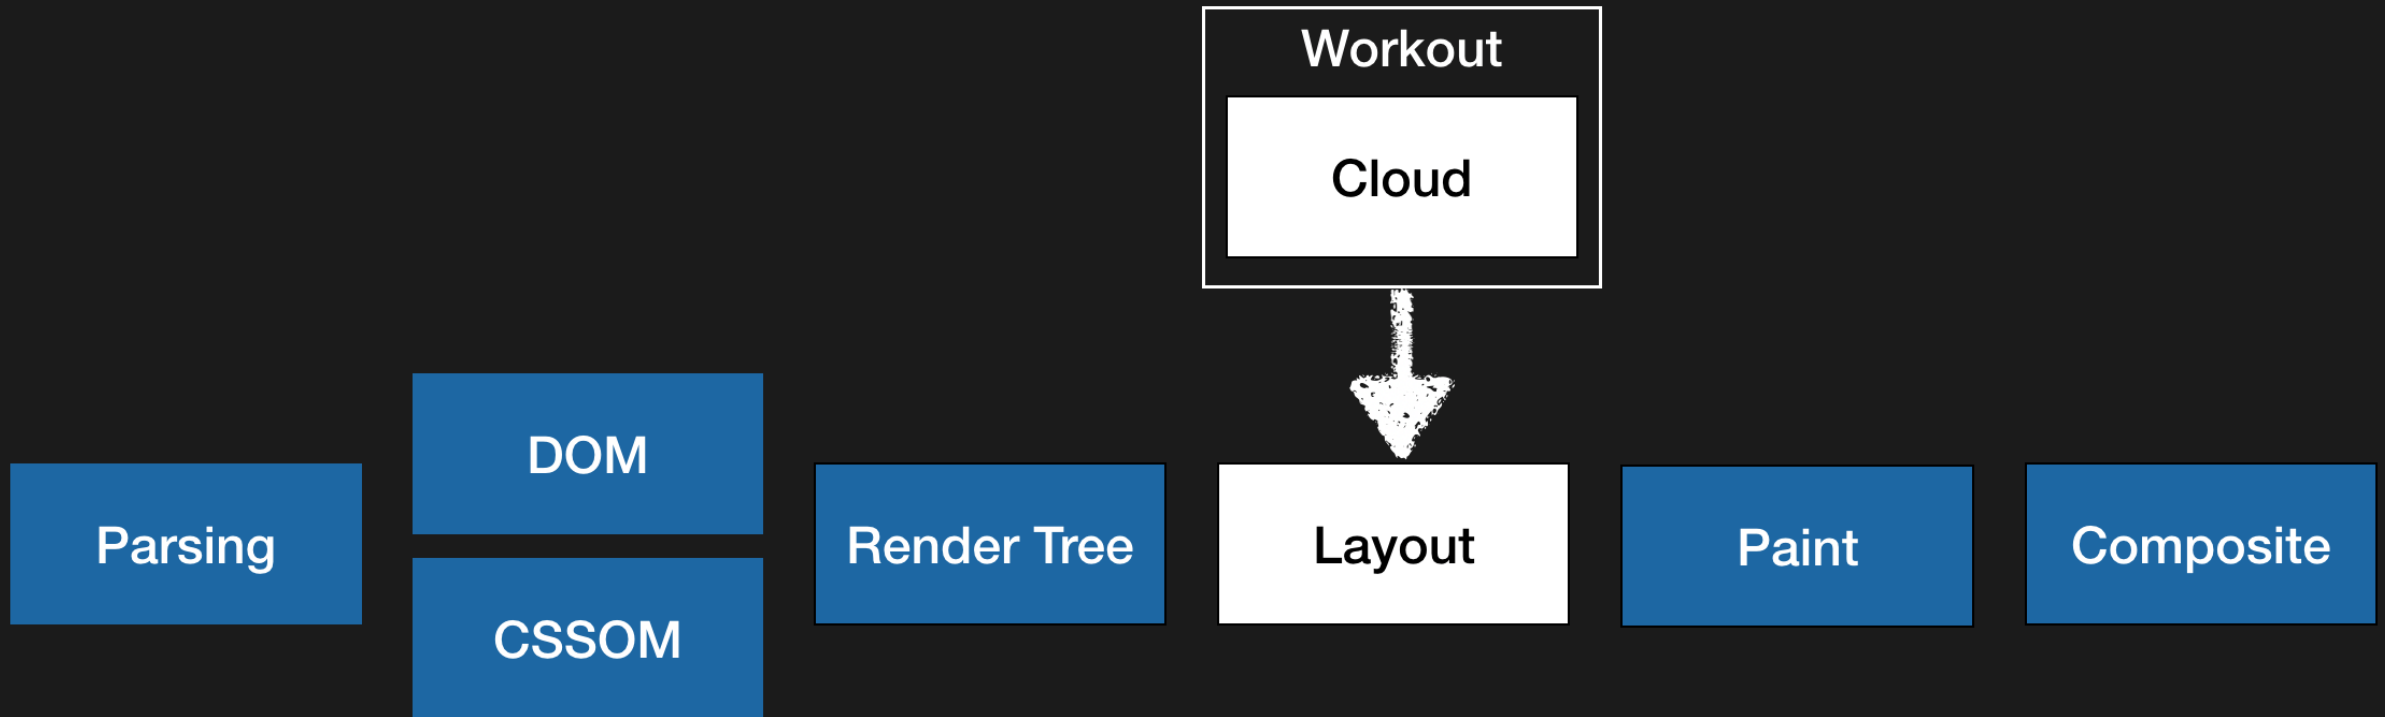 Workout
Cloud
Parsing
DOM
CSSOM
Render Tree
Layout
Paint
Composite